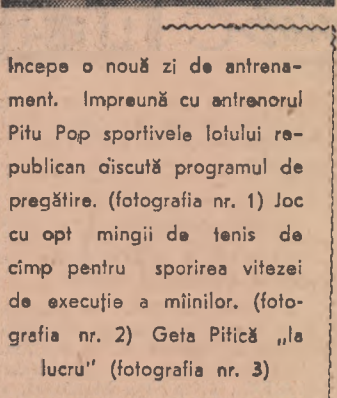 Incepe o nouă zi de antrena-
ment. Impreună cu antrenorul
Pitu Pop sportivele lotului re-
publican discută programul de
pregătire. (fotografia nr. 1) Joc
cu opt mingii de tenis de
cîmp pentru sporirea vitezei
de execuție a mîinilor. (foto-
grafia nr. 2) Geta Pitică „la
lucru” (fotografia nr. 3)